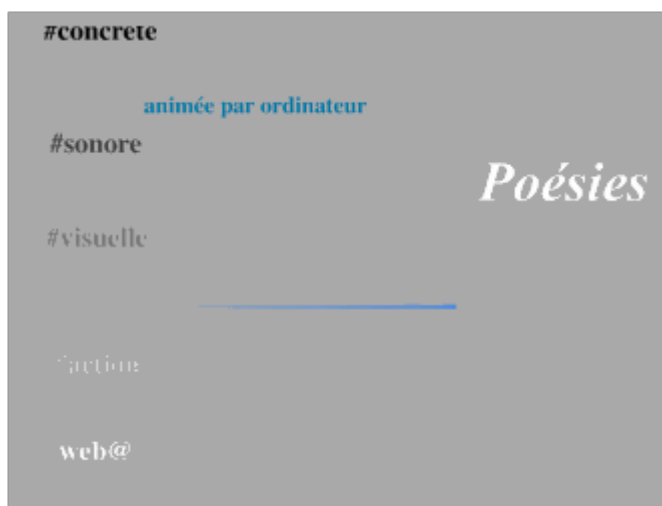 #concrete
animée par ordinateur
#sonore
Poésies
#visuelle
web@